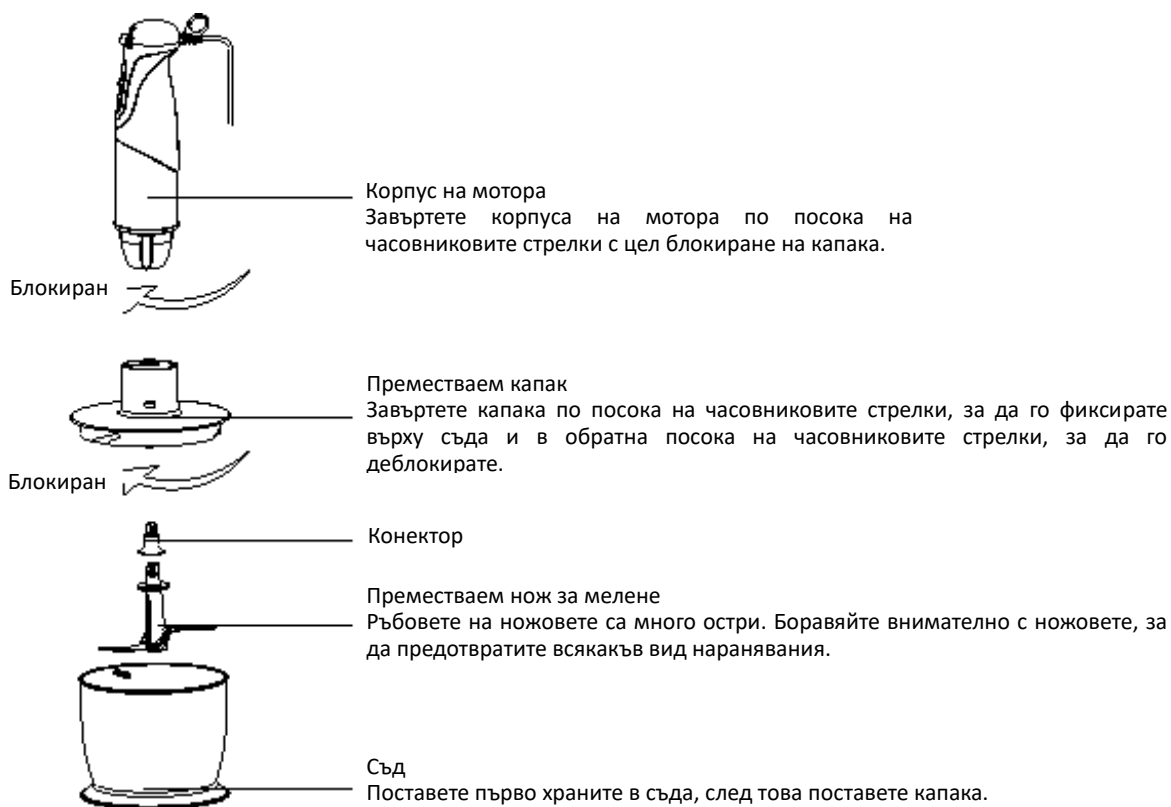 Корпус на мотора
Завъртете корпуса на мотора по посока на
часовниковите стрелки с цел блокиране на капака.
Блокиран
Преместваем капак
Завъртете капака по посока на часовниковите стрелки, за да го фиксирате
върху съда и в обратна посока на часовниковите стрелки, за да го
деблокирате.
Блокиран
Конектор
Преместваем нож за мелене
Ръбовете на ножовете са много остри. Боравяйте внимателно с ножовете, за
да предотвратите всякакъв вид наранявания.
Съд
Поставете първо храните в съда, след това поставете капака.